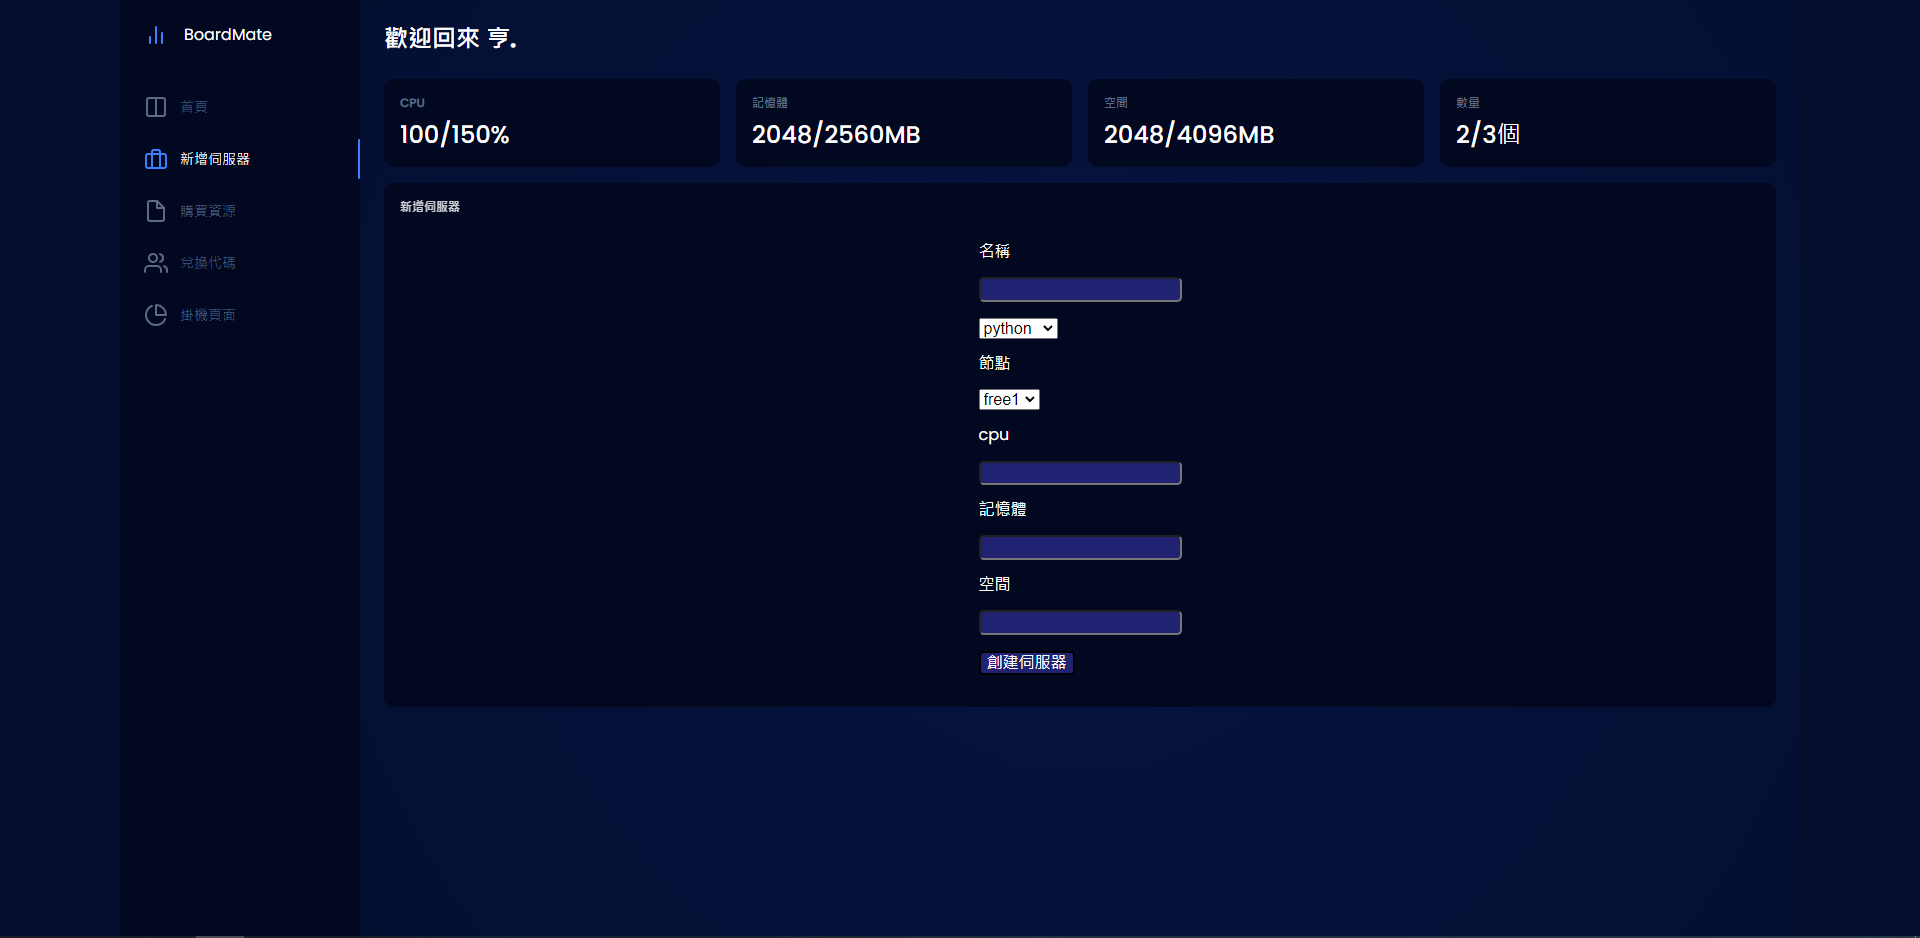 BoardMate
首頁
新增伺服器
購買資源
兌換代碼
掛機頁面
歡迎回來 亨.
CPU
100/150%
記憶體
2048/2560MB
空間
2048/4096MB
數量
2/3個
新增伺服器
名稱
python
節點
free1
cpu
記憶體
空間
創建伺服器